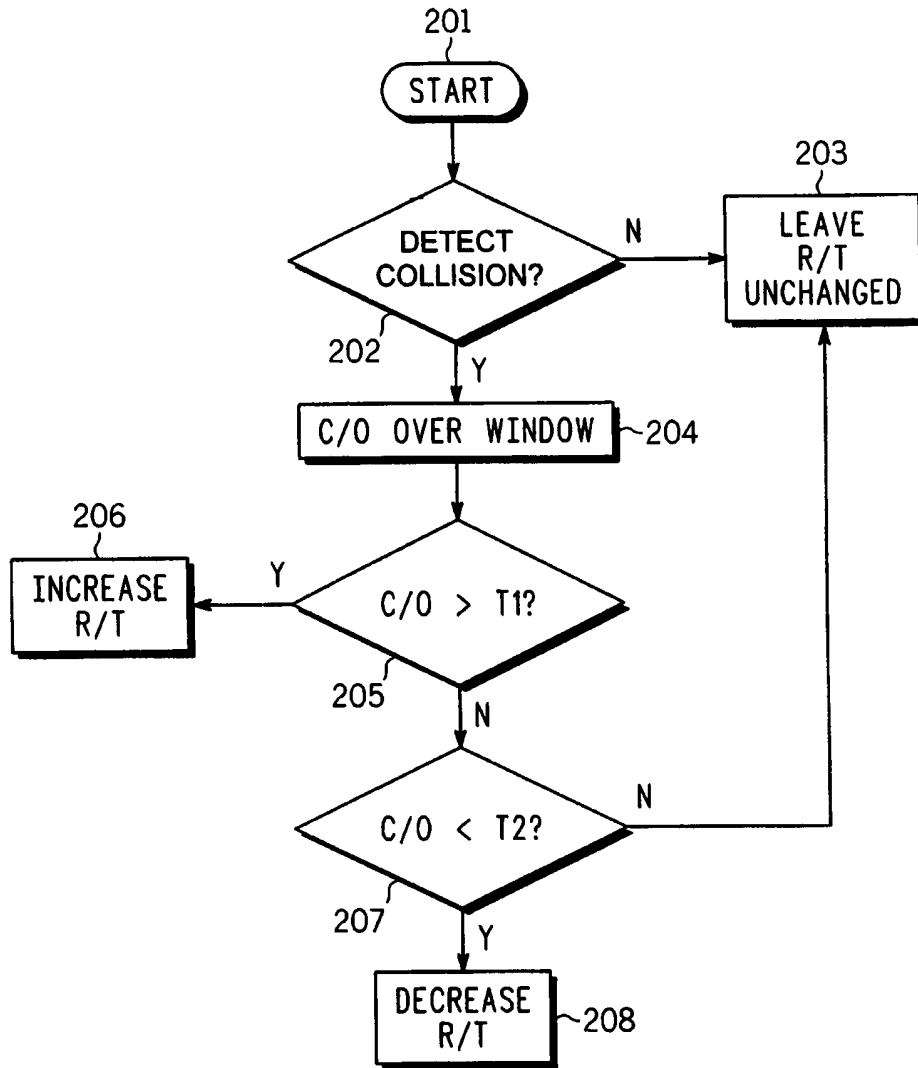 201
START
203
LEAVE
R/T
UNCHANGED
N
DETECT
COLLISION?
202
Y
C/O OVER WINDOW
204
206
INCREASE
R/T
Y
C/O > T1?
205
N
C/O < T2?
N
207
Y
DECREASE
R/T
208